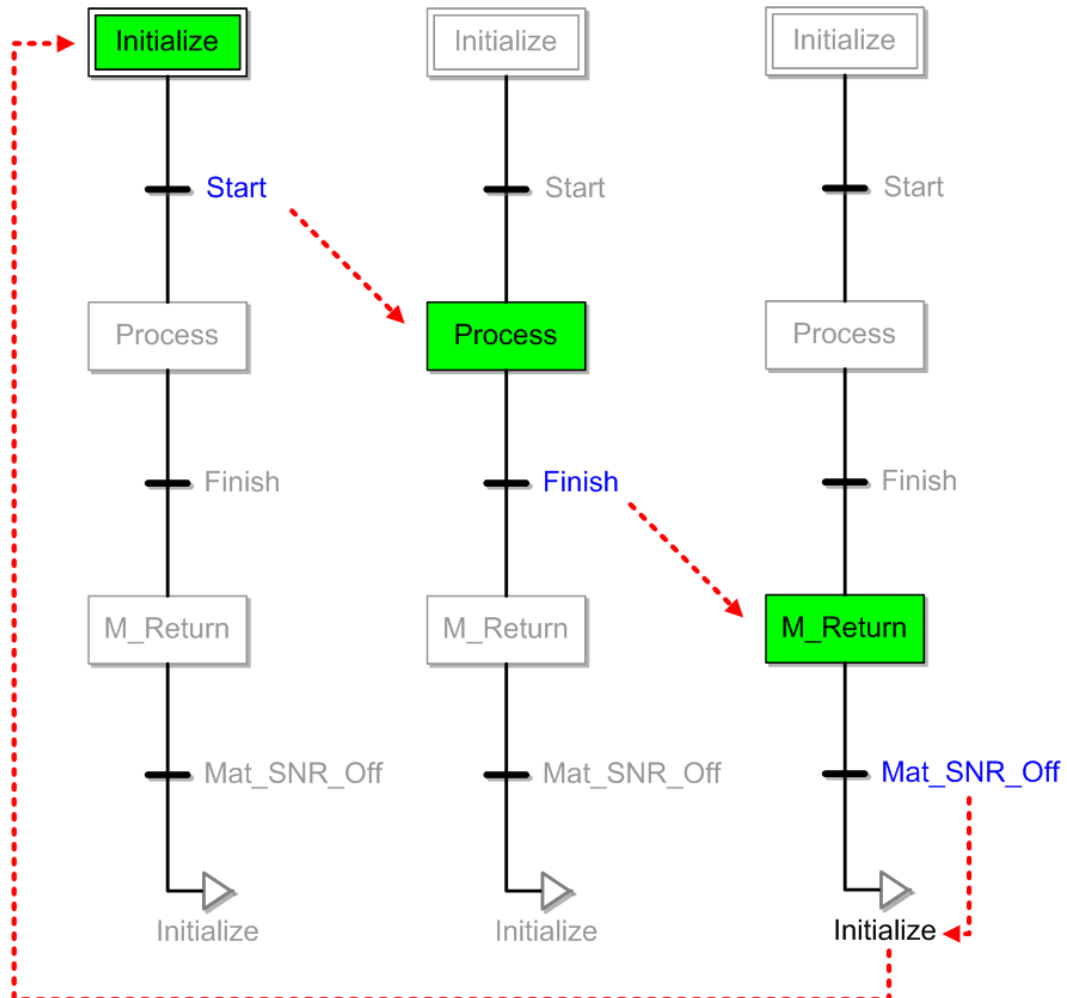 Initialize
Initialize
Initialize
Start
Start
Start
Process
Process
Process
Finish
Finish
Finish
M_Return
M_Return
M_Return
Mat_SNR_Off
Mat_SNR_Off
Mat_SNR_Off
Initialize
Initialize
Initialize